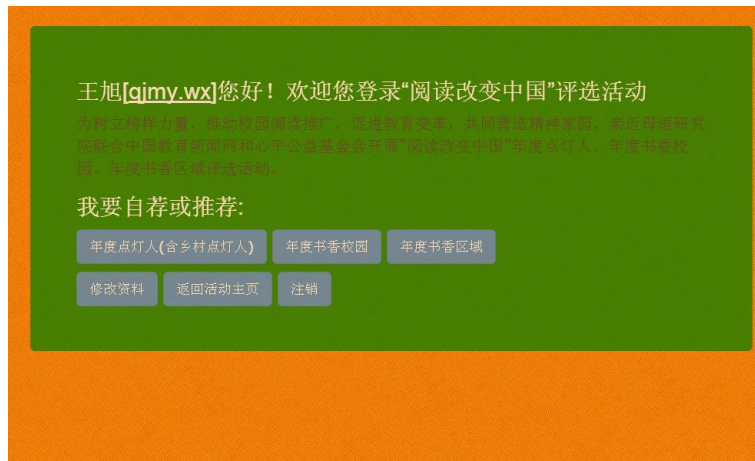 王旭[qjmy.wx]您好！欢迎您登录“阅读改变中国”评选活动
为树立榜样力量，推动校园阅读推广，促进教育变革，共同营造精神家园，亲近母语研究
院联合中国教育新闻网和心平公益基金会开展“阅读改变中国”年度点灯人、年度书香校
园、年度书香区域评选活动。
我要自荐或推荐:
年度点灯人(含乡村点灯人) 年度书香校园 年度书香区域
修改资料 返回活动主页 注销